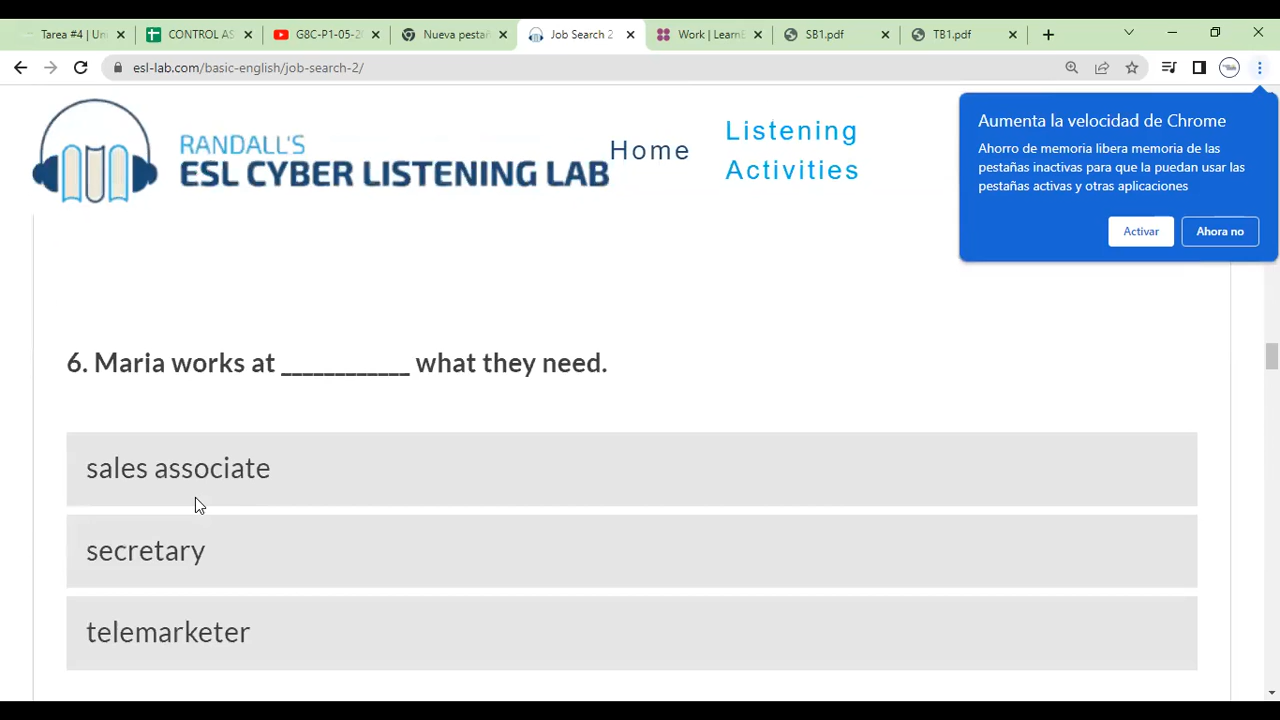 Tarea #4 | Un
CONTROL AS
G8C-P1-05-2
Nueva pestañ
Job Search 2
Work | LearnE
SB1.pdf
TB1.pdf
esl-lab.com/basic-english/job-search-2/
RANDALL'S
ESL CYBER LISTENING LAB
Home
Listening
Activities
Aumenta la velocidad de Chrome
Ahorro de memoria libera memoria de las
pestañas inactivas para que la puedan usar las
pestañas activas y otras aplicaciones
Activar
Ahora no
6. Maria works at ____________ what they need.
sales associate
secretary
telemarketer